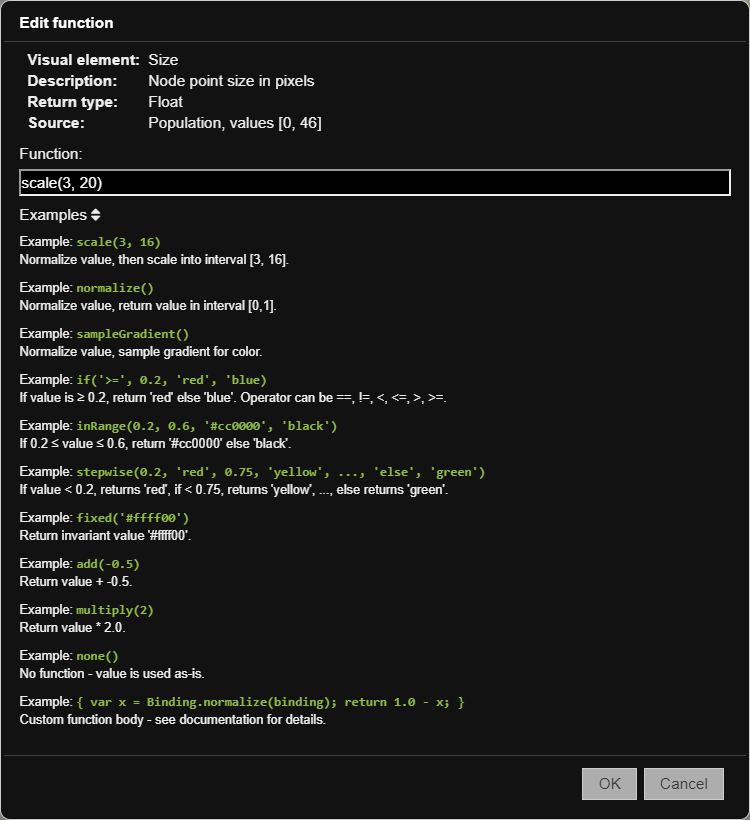 Edit function
Visual element: Size
Description: Node point size in pixels
Return type: Float
Source: Population, values [0, 46]
Function:
scale(3, 20)
Examples
Example: scale(3, 16)
Normalize value, then scale into interval [3, 16].
Example: normalize()
Normalize value, return value in interval [0,1].
Example: sampleGradient()
Normalize value, sample gradient for color.
Example: if('>=', 0.2, 'red', 'blue)
If value is ≥ 0.2, return 'red' else 'blue'. Operator can be ==, !=, <, <=, >, >=.
Example: inRange(0.2, 0.6, '#cc0000', 'black')
If 0.2 ≤ value ≤ 0.6, return '#cc0000' else 'black'.
Example: stepwise(0.2, 'red', 0.75, 'yellow', ..., 'else', 'green')
If value < 0.2, returns 'red', if < 0.75, returns 'yellow', ..., else returns 'green'.
Example: fixed('#ffff00')
Return invariant value '#ffff00'.
Example: add(-0.5)
Return value + -0.5.
Example: multiply(2)
Return value * 2.0.
Example: none()
No function - value is used as-is.
Example: { var x = Binding.normalize(binding); return 1.0 - x; }
Custom function body - see documentation for details.
OK Cancel